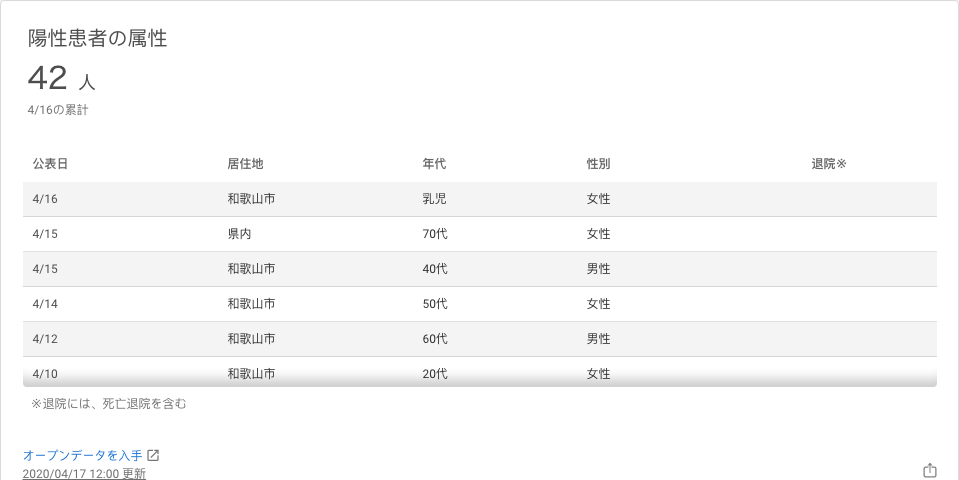 陽性患者の属性
42 人
4/16の累計
公表日 居住地 年代 性別 退院※
4/16 和歌山市 乳児 女性
4/15 県内 70代 女性
4/15 和歌山市 40代 男性
4/14 和歌山市 50代 女性
4/12 和歌山市 60代 男性
4/10 和歌山市 20代 女性
※退院には、死亡退院を含む
オープンデータを入手
2020/04/17 12:00 更新